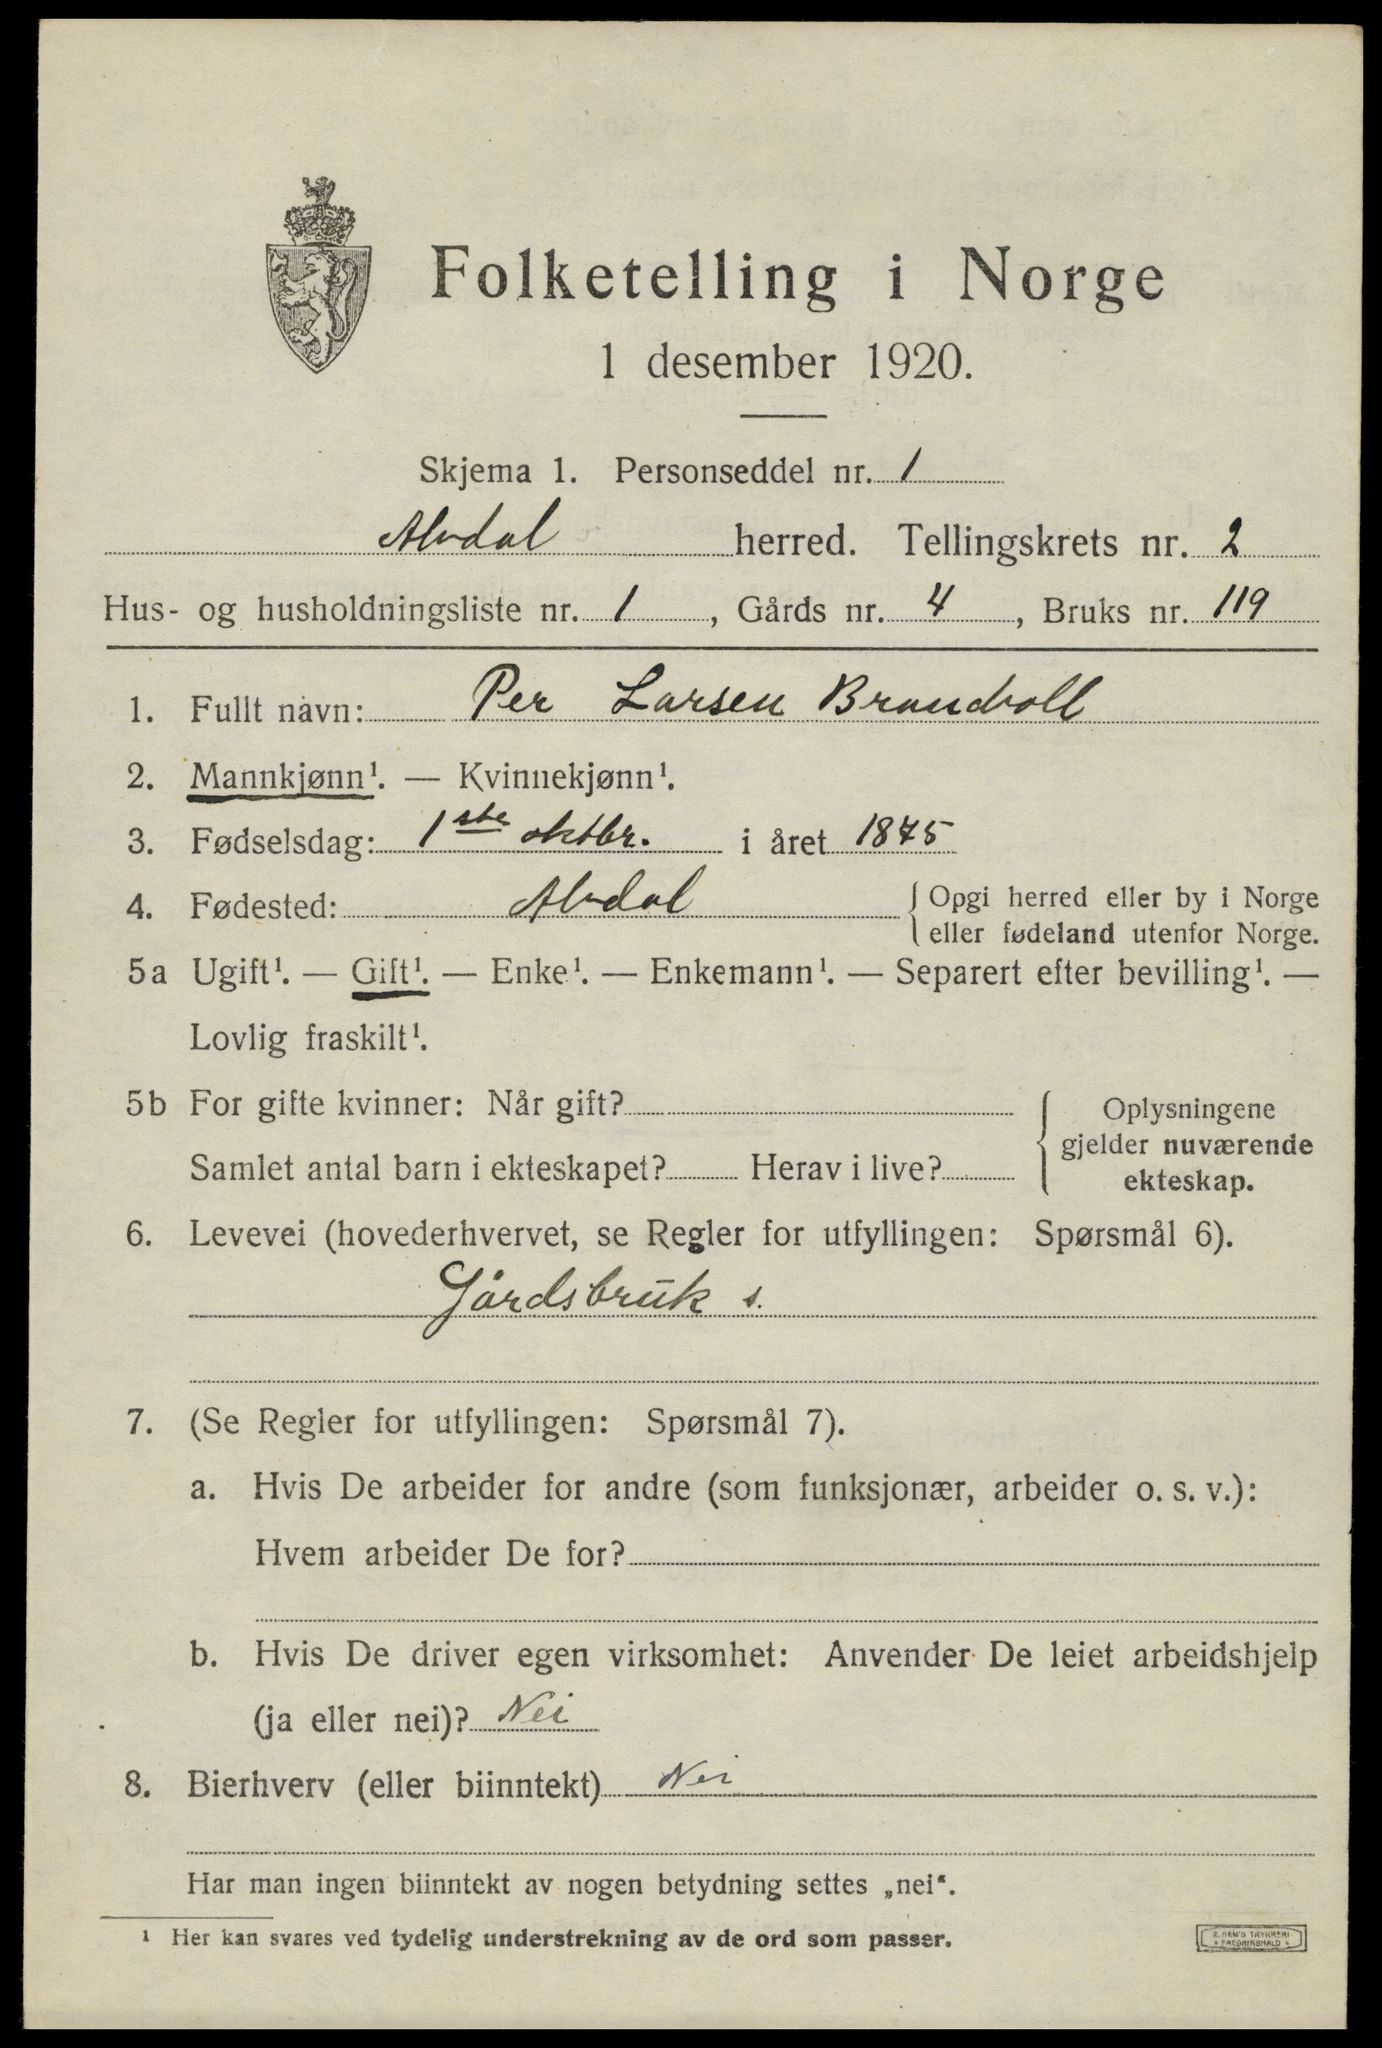 Folketelling i Norge
1 desember 1920.
Skjema 1. Personseddel nr. 1
Alvdal herred. Tellingskrets nr. 2
Hus- og husholdningsliste nr. 1, Gårds nr. 4, Bruks nr. 119
1. Fullt navn: Per Larsen Brandvoll
2. Mannkjønn¹. — Kvinnekjønn¹.
3. Fødselsdag: 1ste oktbr. i året 1875
4. Fødested: Alvdal { Opgi herred eller by i Norge
eller fødeland utenfor Norge.
5a Ugift¹. — Gift¹. — Enke¹. — Enkemann¹. — Separert efter bevilling¹. —
Lovlig fraskilt¹.
5b For gifte kvinner: Når gift?
Samlet antal barn i ekteskapet? Herav i live?
{ Oplysningene
gjelder nuværende
ekteskap.
6. Levevei (hovederhvervet, se Regler for utfyllingen: Spørsmål 6).
Gårdsbruk s.
7. (Se Regler for utfyllingen: Spørsmål 7).
a. Hvis De arbeider for andre (som funksjonær, arbeider o. s. v.):
Hvem arbeider De for?
b. Hvis De driver egen virksomhet: Anvender De leiet arbeidshjelp
(ja eller nei)? Nei
8. Bierhverv (eller biinntekt) Nei
Har man ingen biinntekt av nogen betydning settes „nei“.
¹ Her kan svares ved tydelig understrekning av de ord som passer.
E. SEM'S TRYKKERI
FREDRIKSHALD